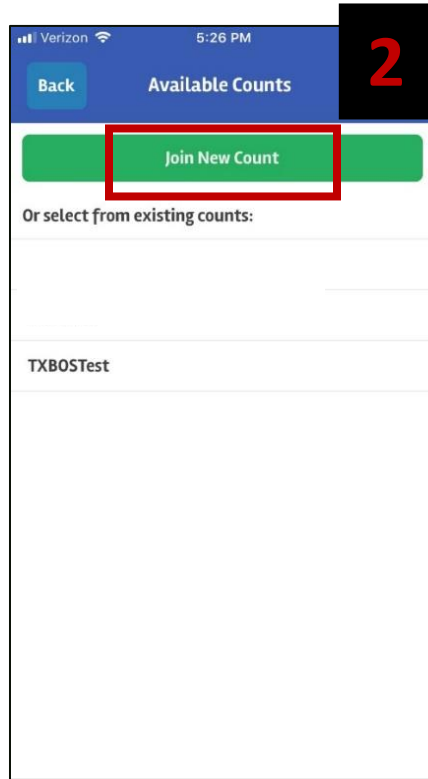 Verizon 5:26 PM
2
Back Available Counts
Join New Count
Or select from existing counts:
TXBOSTest